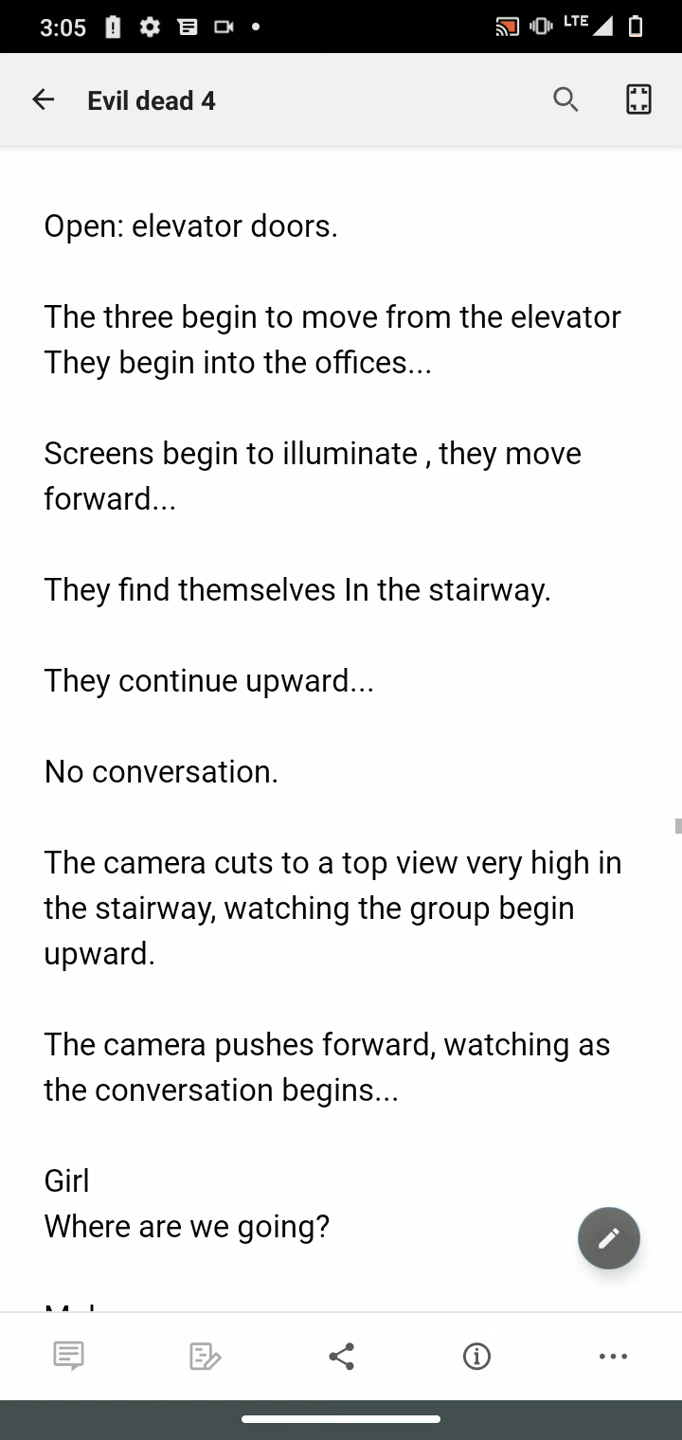 3:05
LTE
Evil dead 4
Open: elevator doors.
The three begin to move from the elevator
They begin into the offices...
Screens begin to illuminate , they move
forward...
They find themselves In the stairway.
They continue upward...
No conversation.
The camera cuts to a top view very high in
the stairway, watching the group begin
upward.
The camera pushes forward, watching as
the conversation begins...
Girl
Where are we going?